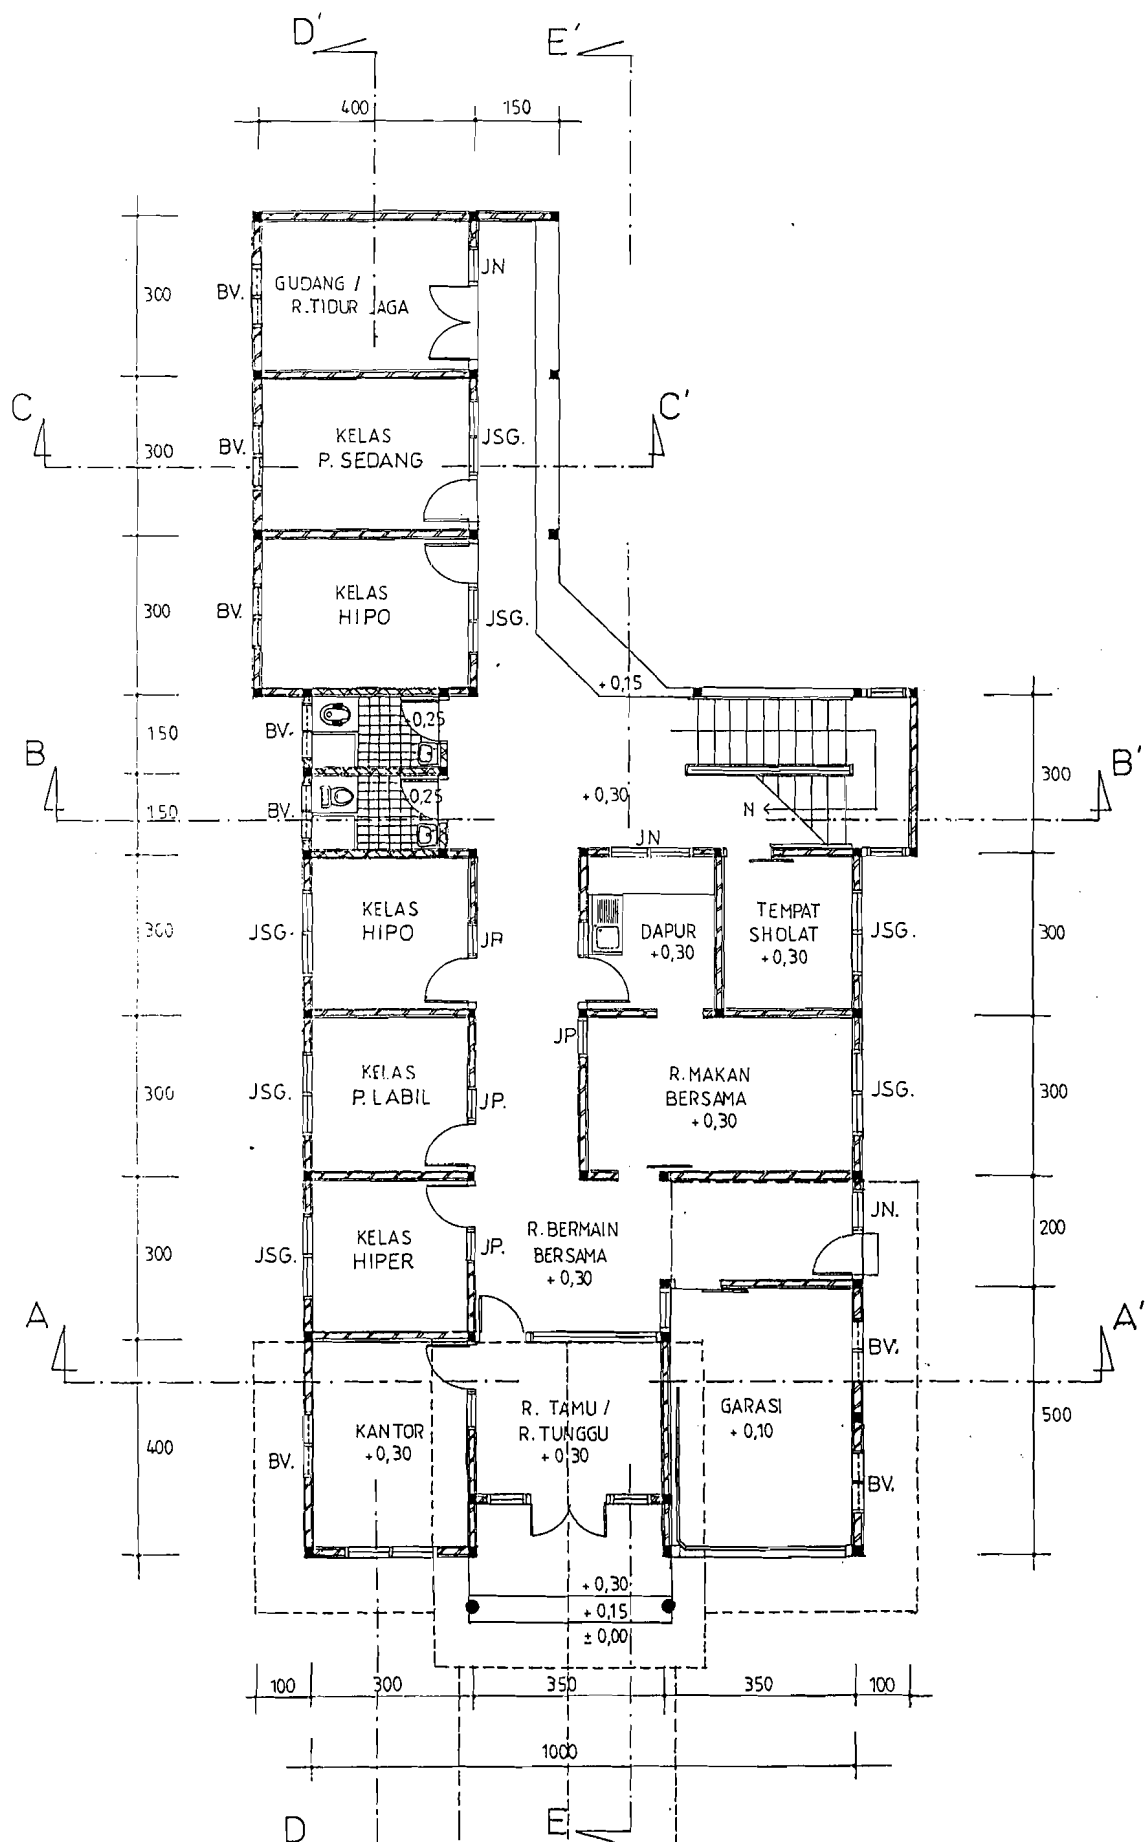 D'
E'
400
150
300
BV.
GUDANG /
R.TIDUR JAGA
JN
C
C'
300
BV.
KELAS
P. SEDANG
JSG.
300
BV.
KELAS
HIPO
JSG.
+0,15
150
BV.
+0,25
B
B'
+0,30
300
150
BV.
+0,25
N
JN
300
JSG.
KELAS
HIPO
JP.
DAPUR
+0,30
TEMPAT
SHOLAT
+0,30
JSG.
300
JP
300
JSG.
KELAS
P. LABIL
JP.
R.MAKAN
BERSAMA
+0,30
JSG.
300
300
JSG.
KELAS
HIPER
JP.
R.BERMAIN
BERSAMA
+0,30
JN.
200
A
A'
BV.
400
BV.
KANTOR
+0,30
R. TAMU /
R. TUNGGU
+0,30
GARASI
+0,10
500
BV.
+0,30
+0,15
±0,00
100
300
350
350
100
1000
D
E